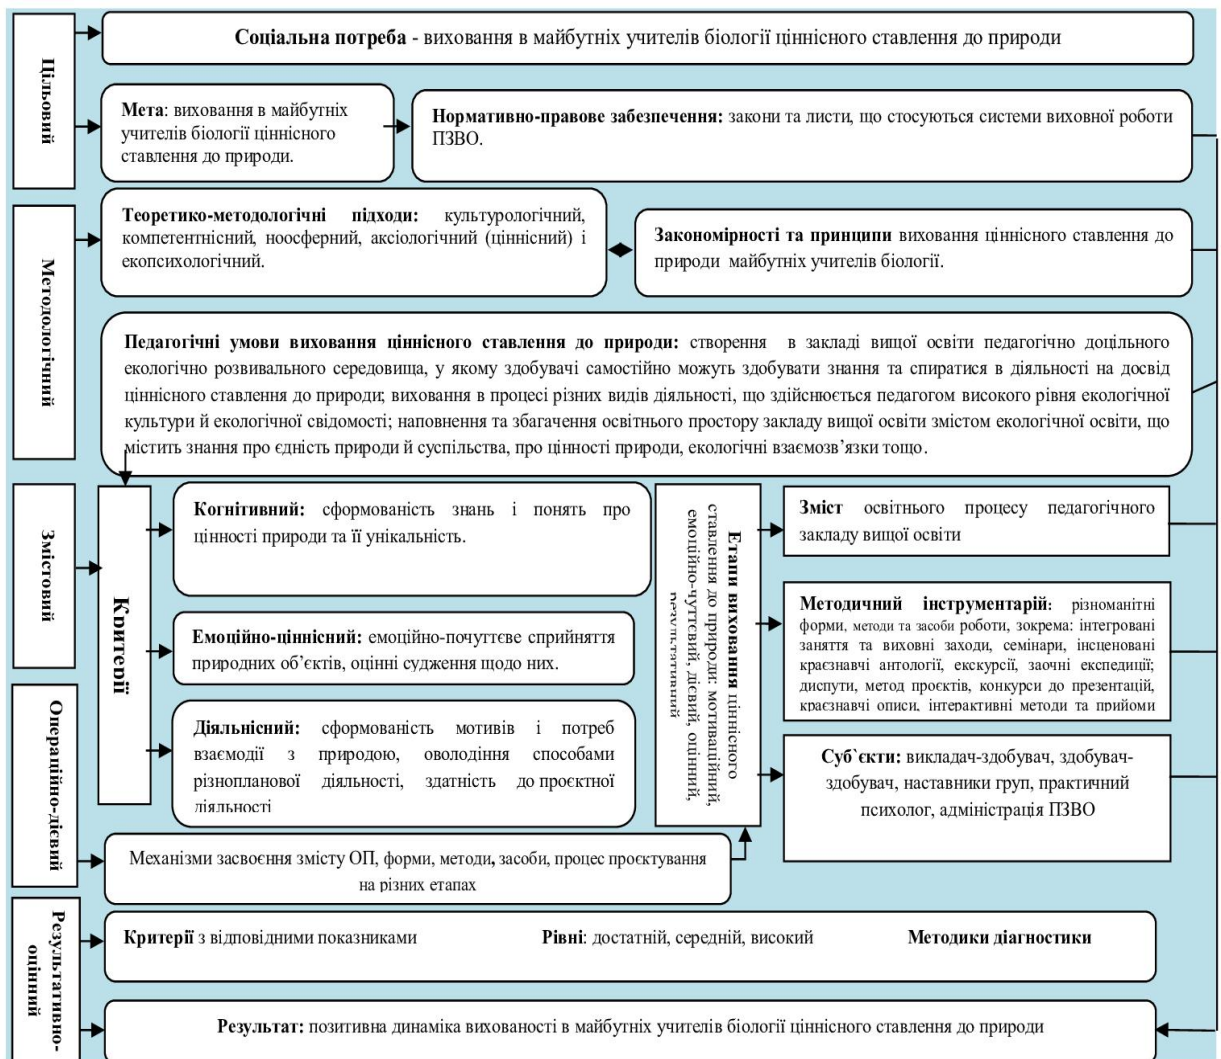 Цільовий
Соціальна потреба - виховання в майбутніх учителів біології ціннісного ставлення до природи
Мета: виховання в майбутніх
учителів біології ціннісного
ставлення до природи.
Нормативно-правове забезпечення: закони та листи, що стосуються системи виховної роботи
ПЗВО.
Методологічний
Теоретико-методологічні підходи: культурологічний,
компетентнісний, ноосферний, аксіологічний (ціннісний) і
екопсихологічний.
Закономірності та принципи виховання ціннісного ставлення до
природи майбутніх учителів біології.
Педагогічні умови виховання ціннісного ставлення до природи: створення в закладі вищої освіти педагогічно доцільного
екологічно розвивального середовища, у якому здобувачі самостійно можуть здобувати знання та спиратися в діяльності на досвід
ціннісного ставлення до природи; виховання в процесі різних видів діяльності, що здійснюється педагогом високого рівня екологічної
культури й екологічної свідомості; наповнення та збагачення освітнього простору закладу вищої освіти змістом екологічної освіти, що
містить знання про єдність природи й суспільства, про цінності природи, екологічні взаємозв'язки тощо.
Змістовий
Критерії
Когнітивний: сформованість знань і понять про
цінності природи та її унікальність.
Емоційно-ціннісний: емоційно-почуттєве сприйняття
природних об'єктів, оцінні судження щодо них.
Діяльнісний: сформованість мотивів і потреб
взаємодії з природою, оволодіння способами
різнопланової діяльності, здатність до проєктної
діяльності
Етапи виховання ціннісного
ставлення до природи: мотиваційний,
емоційно-чуттєвий, дієвий, оцінний,
результативний
Зміст освітнього процесу педагогічного
закладу вищої освіти
Методичний інструментарій: різноманітні
форми, методи та засоби роботи, зокрема: інтегровані
заняття та виховні заходи, семінари, інсценовані
краєзнавчі антології, екскурсії, заочні експедиції;
диспути, метод проєктів, конкурси до презентацій,
краєзнавчі описи, інтерактивні методи та прийоми
Суб`єкти: викладач-здобувач, здобувач-
здобувач, наставники груп, практичний
психолог, адміністрація ПЗВО
Операційно-дієвий
Механізми засвоєння змісту ОП, форми, методи, засоби, процес проєктування
на різних етапах
Результативно-
оцінний
Критерії з відповідними показниками Рівні: достатній, середній, високий Методики діагностики
Результат: позитивна динаміка вихованості в майбутніх учителів біології ціннісного ставлення до природи